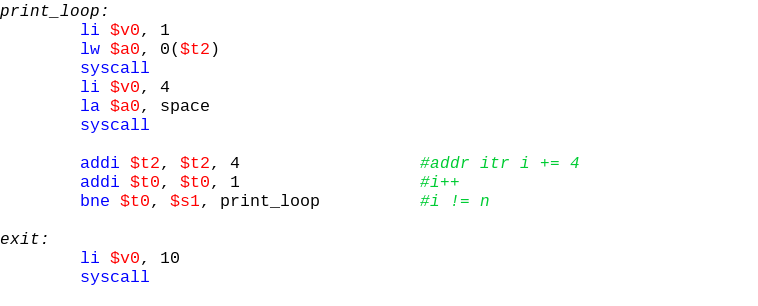 print_loop:
        li $v0, 1
        lw $a0, 0($t2)
        syscall
        li $v0, 4
        la $a0, space
        syscall

        addi $t2, $t2, 4                  #addr itr i += 4
        addi $t0, $t0, 1                  #i++
        bne $t0, $s1, print_loop          #i != n

exit:
        li $v0, 10
        syscall